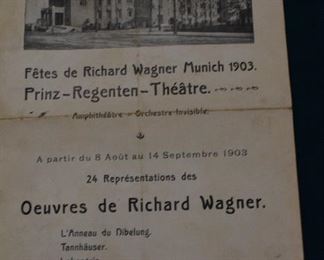 Fêtes de Richard Wagner Munich 1903.
Prinz-Regenten-Théâtre.
Amphithéâtre - Orchestre Invisible.
A partir du 8 Août au 14 Septembre 1903
24 Représentations des
Oeuvres de Richard Wagner.
L'Anneau du Nibelung.
Tannhäuser.